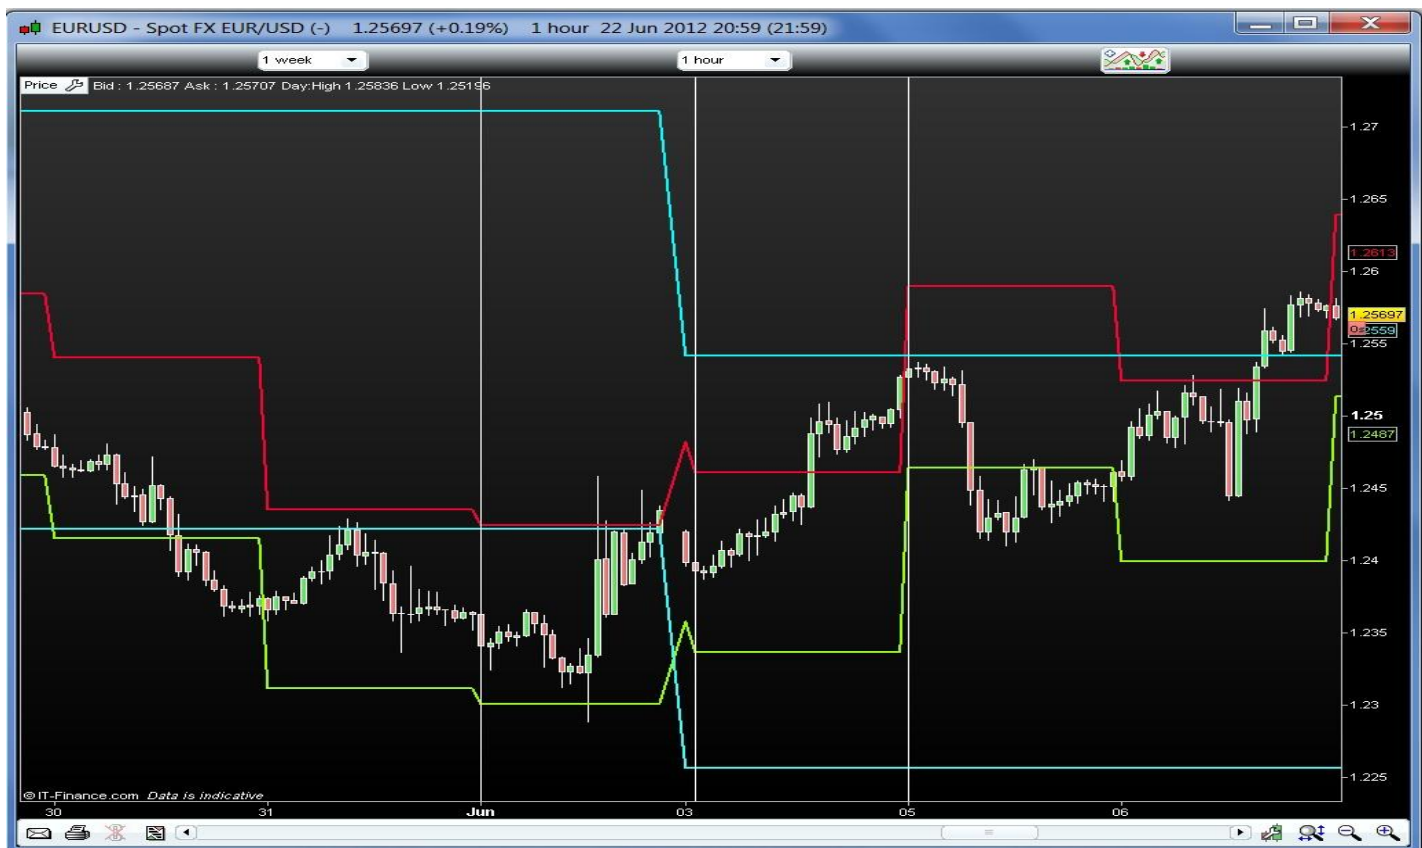 EURUSD - Spot FX EUR/USD (-) 1.25697 (+0.19%) 1 hour 22 Jun 2012 20:59 (21:59)
1 week 1 hour
Price Bid : 1.25687 Ask : 1.25707 Day:High 1.25836 Low 1.25196
1.27
1.265
1.2613
1.26
1.25697
1.255
1.25
1.2487
1.245
1.24
1.235
1.23
1.225
© IT-Finance.com Data is indicative
30 31 Jun 03 05 06